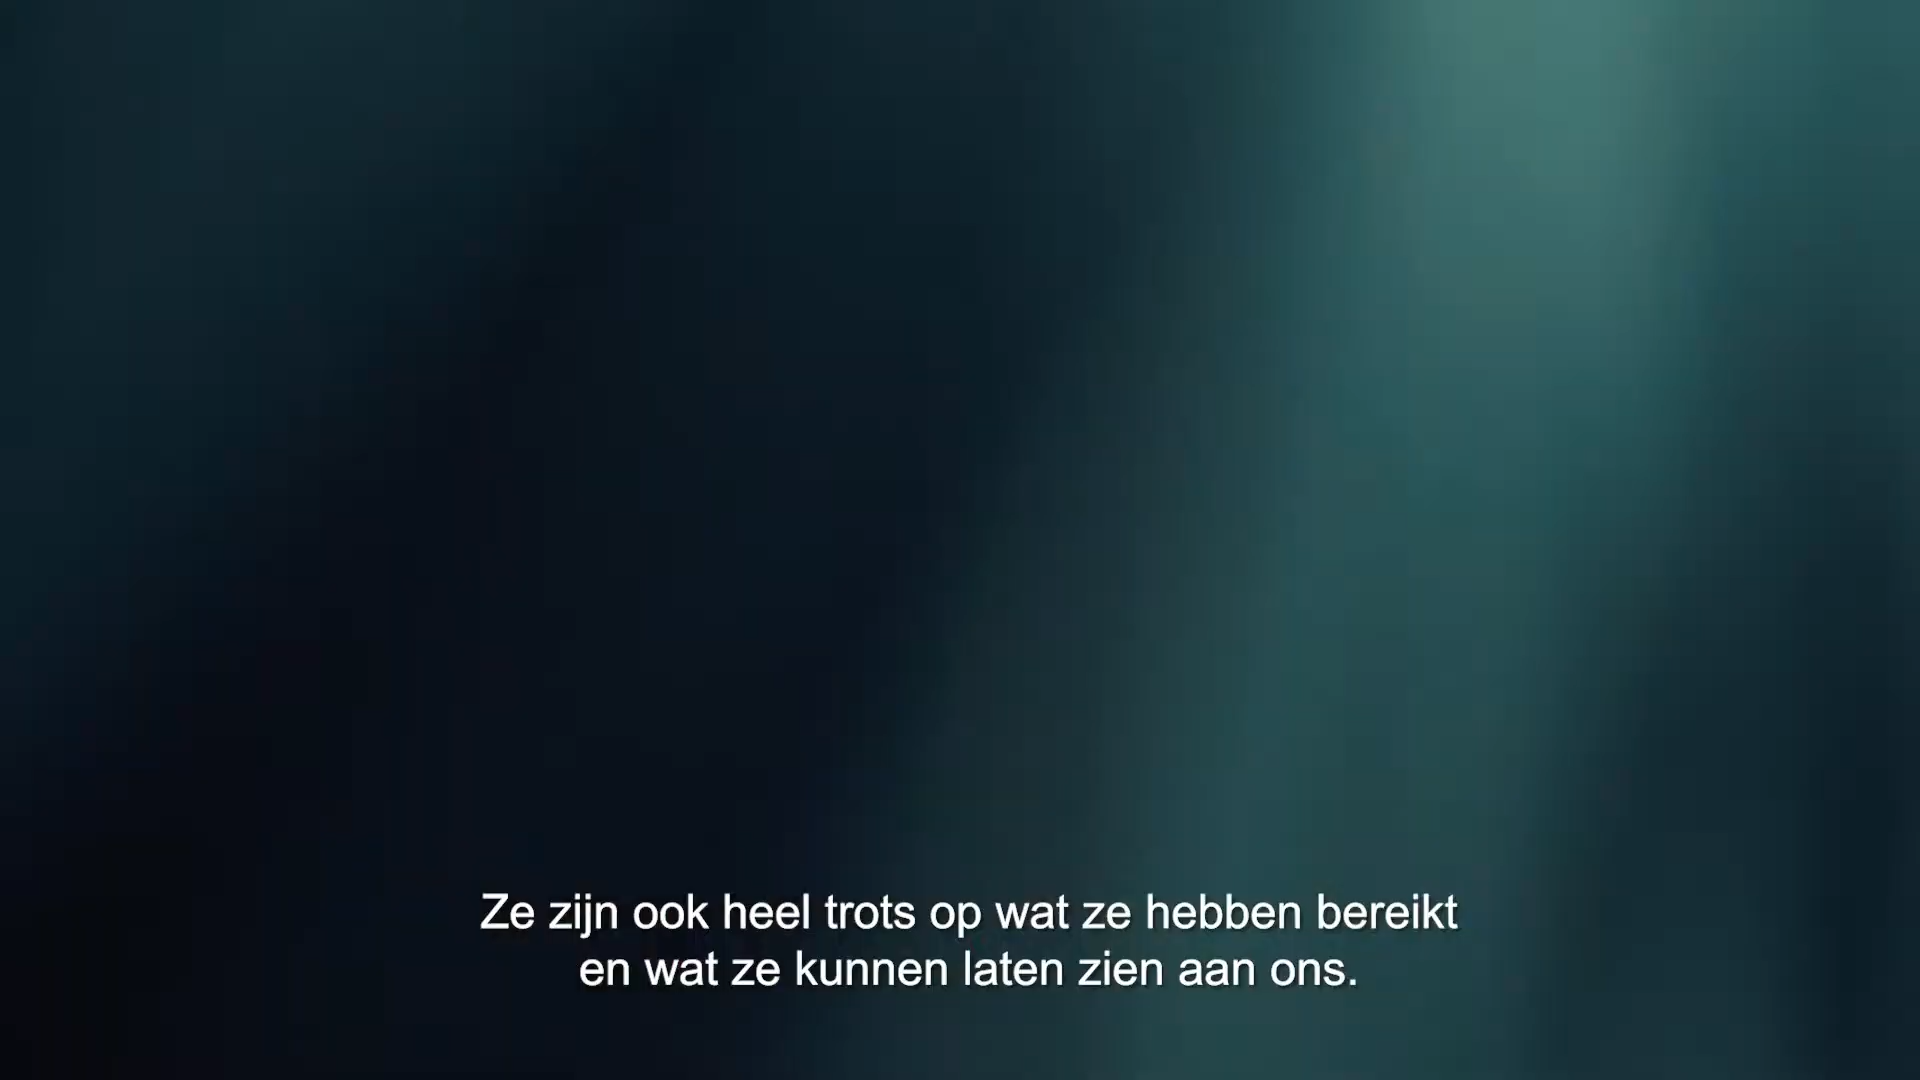 Ze zijn ook heel trots op wat ze hebben bereikt
en wat ze kunnen laten zien aan ons.